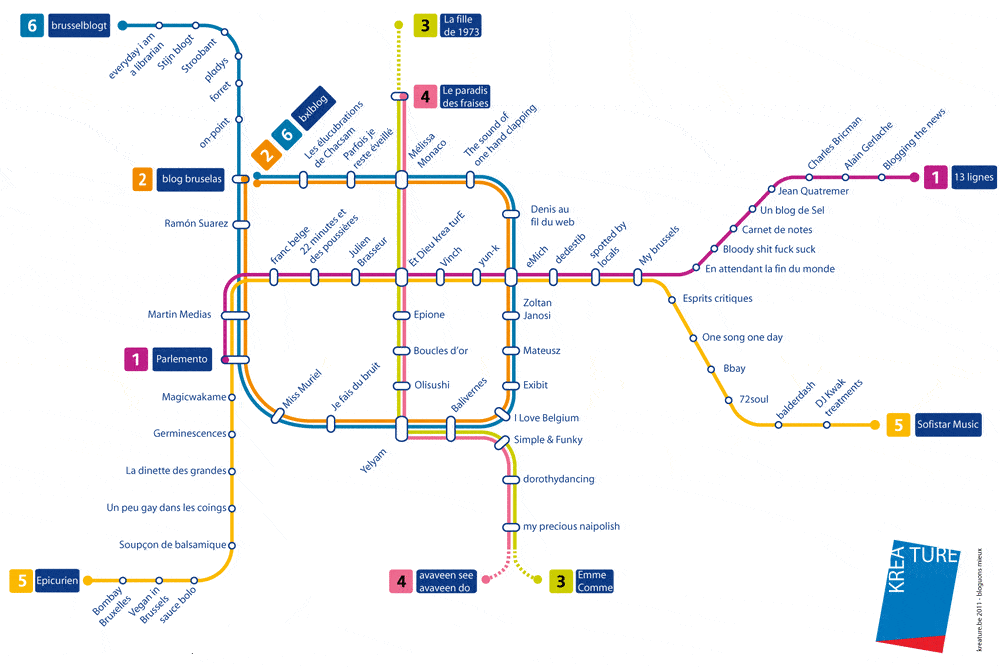 6 brusselblogt
everyday i am
a librarian
Stijn blogt
Stroobant
plødys
forret
on-point
3 La fille
de 1973
4 Le paradis
des fraises
2 6 bxlblog
Les élucubrations
de Chacsam
Parfois je
reste éveillé
Mélissa
Monaco
The sound of
one hand clapping
Charles Bricman
Alain Gerlache
Blogging the news
1 13 lignes
2 blog bruselas
Ramón Suarez
Denis au
fil du web
Jean Quatremer
Un blog de Sel
Carnet de notes
Bloody shit fuck suck
En attendant la fin du monde
franc belge
22 minutes et
des poussières
Julien
Brasseur
Et Dieu krea turE
Vinch
yun-k
eMich
dedestib
spotted by
locals
My brussels
Esprits critiques
Martin Medias
Epione
Zoltan
Janosi
One song one day
1 Parlemento
Boucles d'or
Mateusz
Bbay
Magicwakame
Miss Muriel
Je fais du bruit
Olisushi
Balivernes
Exibit
72soul
balderdash
DJ Kwak
treatments
I Love Belgium
5 Sofistar Music
Germinescences
Yelyam
Simple & Funky
La dinette des grandes
dorothydancing
Un peu gay dans les coings
my precious naipolish
Soupçon de balsamique
5 Epicurien
Bombay
Bruxelles
Vegan in
Brussels
sauce bolo
4 avaveen see
avaveen do
3 Emme
Comme
KREATURE
kreature.be 2011 - bloguons mieux